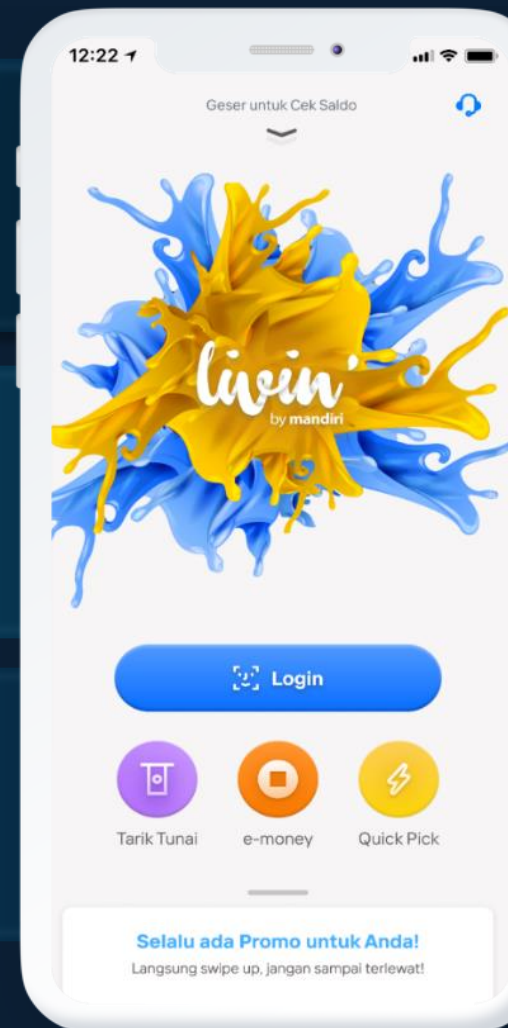 12:22
Geser untuk Cek Saldo
livin'
by mandiri
Login
Tarik Tunai
e-money
Quick Pick
Selalu ada Promo untuk Anda!
Langsung swipe up, jangan sampai terlewat!